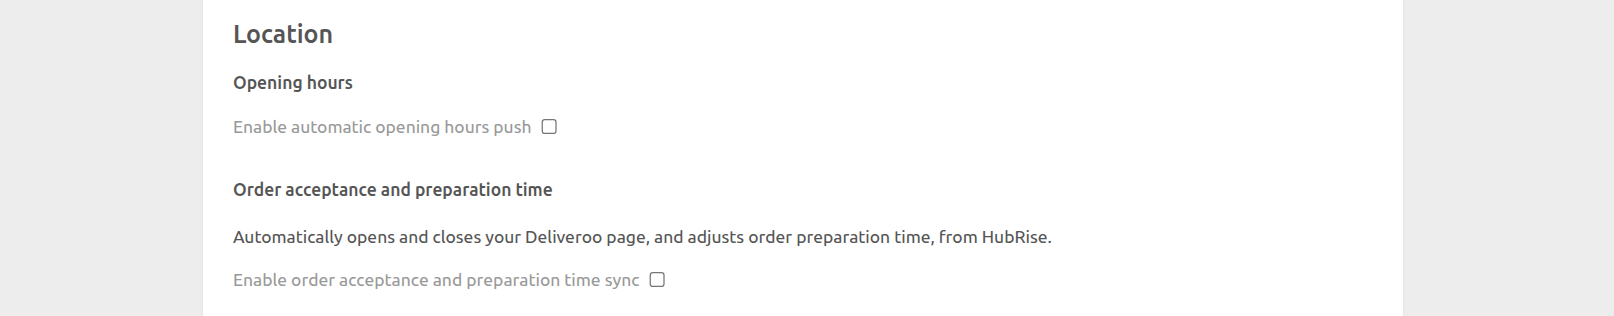 Location
Opening hours
Enable automatic opening hours push
Order acceptance and preparation time
Automatically opens and closes your Deliveroo page, and adjusts order preparation time, from HubRise.
Enable order acceptance and preparation time sync